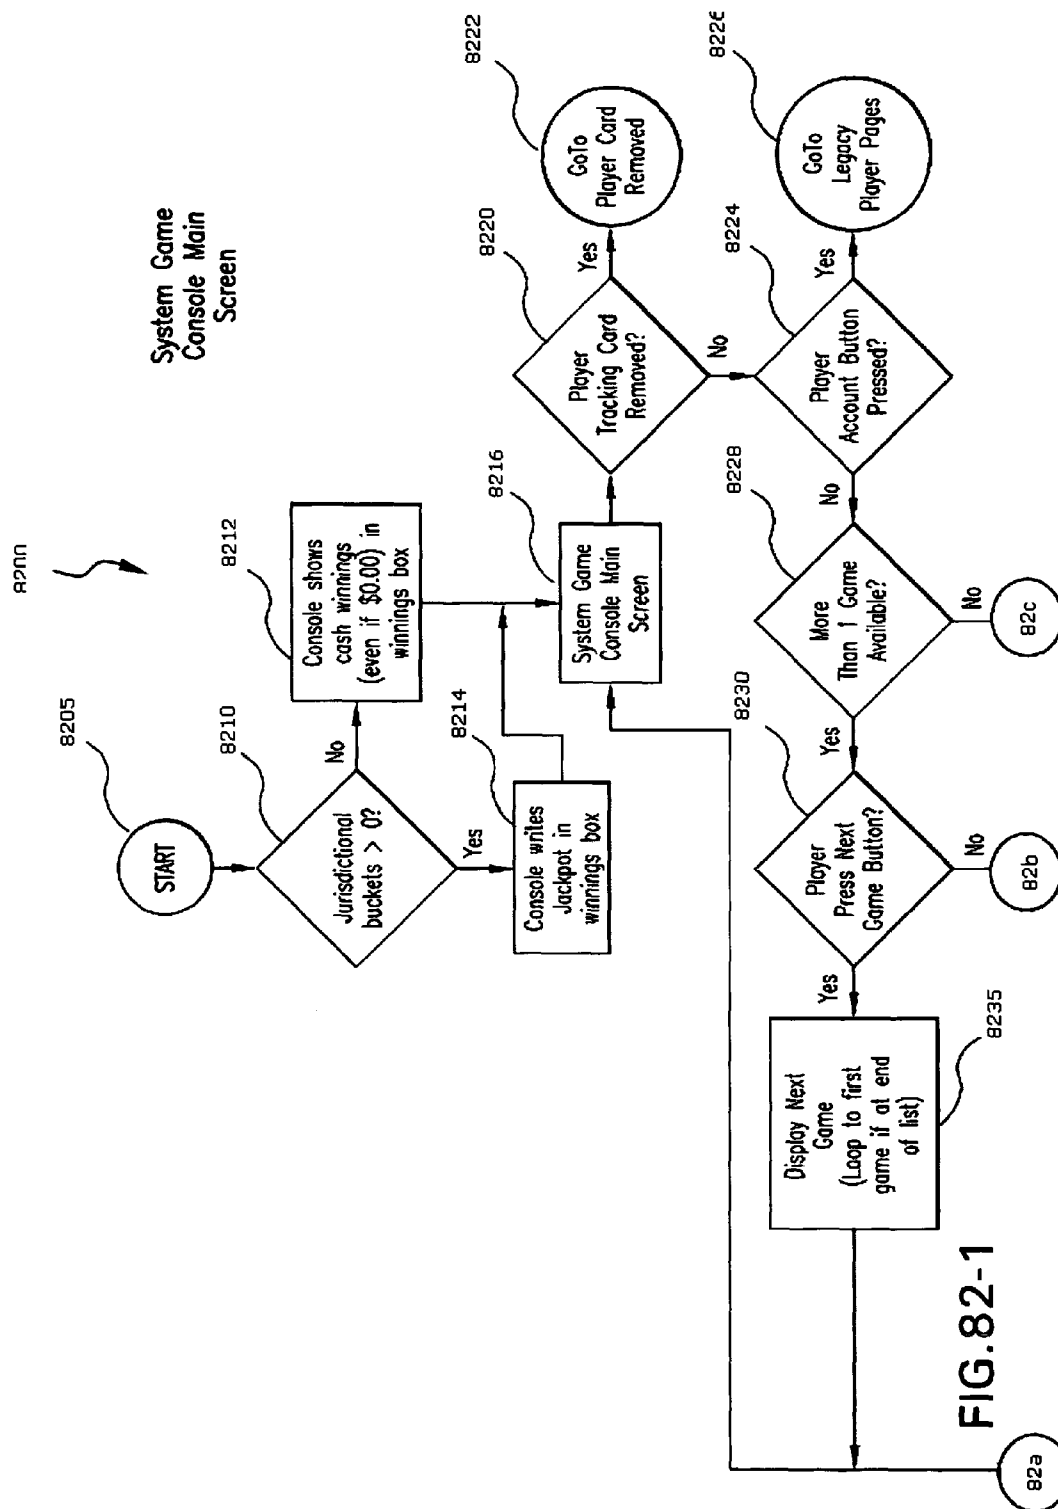 8200
System Game
Console Main
Screen
8205
START
8210
Jurisdictional
buckets > 0?
No
Yes
8212
Console shows
cash winnings
(even if $0.00) in
winnings box
8214
Console writes
Jackpot in
winnings box
8216
System Game
Console Main
Screen
8220
Player
Tracking Card
Removed?
Yes
No
8222
GoTo
Player Card
Removed
8224
Player
Account Button
Pressed?
Yes
No
8226
GoTo
Legacy
Player Pages
8228
More
Than 1 Game
Available?
No
82c
Yes
8230
Player
Press Next
Game Button?
No
82b
Yes
8235
Display Next
Game
(Loop to first
game if at end
of list)
82a
FIG.82-1